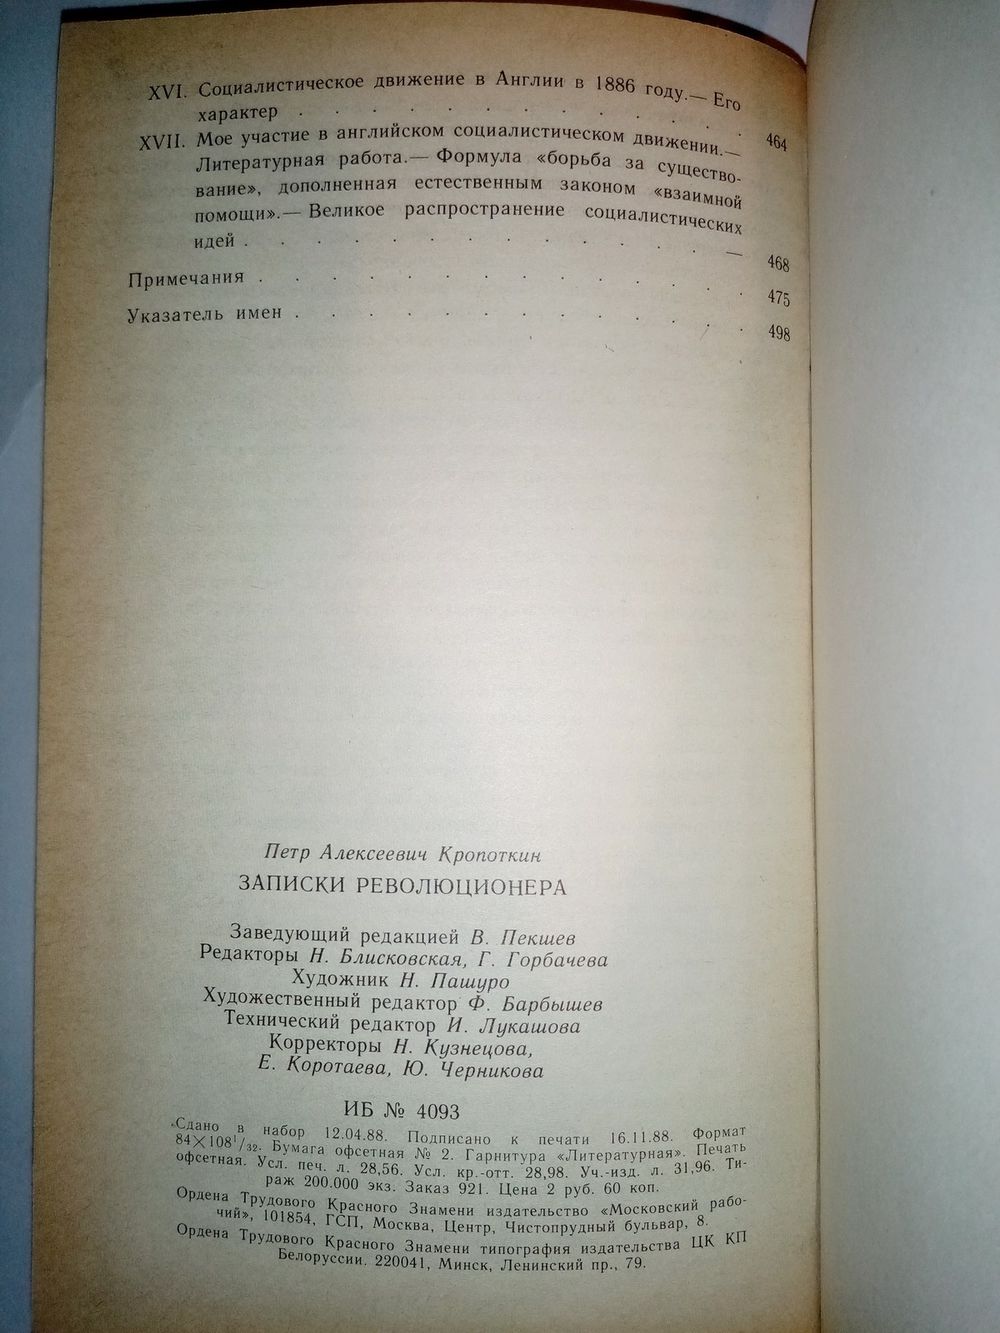 XVI. Социалистическое движение в Англии в 1886 году.— Его
характер . . . . . . . . . . . 464
XVII. Мое участие в английском социалистическом движении.—
Литературная работа.— Формула «борьба за существо-
вание», дополненная естественным законом «взаимной
помощи».— Великое распространение социалистических
идей . . . . . . . . . . . . — 468
Примечания . . . . . . . . . . . 475
Указатель имен . . . . . . . . . . . 498
Петр Алексеевич Кропоткин
ЗАПИСКИ РЕВОЛЮЦИОНЕРА
Заведующий редакцией В. Пекшев
Редакторы Н. Блисковская, Г. Горбачева
Художник Н. Пашуро
Художественный редактор Ф. Барбышев
Технический редактор И. Лукашова
Корректоры Н. Кузнецова,
Е. Коротаева, Ю. Черникова
ИБ № 4093
Сдано в набор 12.04.88. Подписано к печати 16.11.88. Формат
84×108¹/₃₂. Бумага офсетная № 2. Гарнитура «Литературная». Печать
офсетная. Усл. печ. л. 28,56. Усл. кр.-отт. 28,98. Уч.-изд. л. 31,96. Ти-
раж 200.000 экз. Заказ 921. Цена 2 руб. 60 коп.
Ордена Трудового Красного Знамени издательство «Московский рабо-
чий», 101854, ГСП, Москва, Центр, Чистопрудный бульвар, 8.
Ордена Трудового Красного Знамени типография издательства ЦК КП
Белоруссии. 220041, Минск, Ленинский пр., 79.